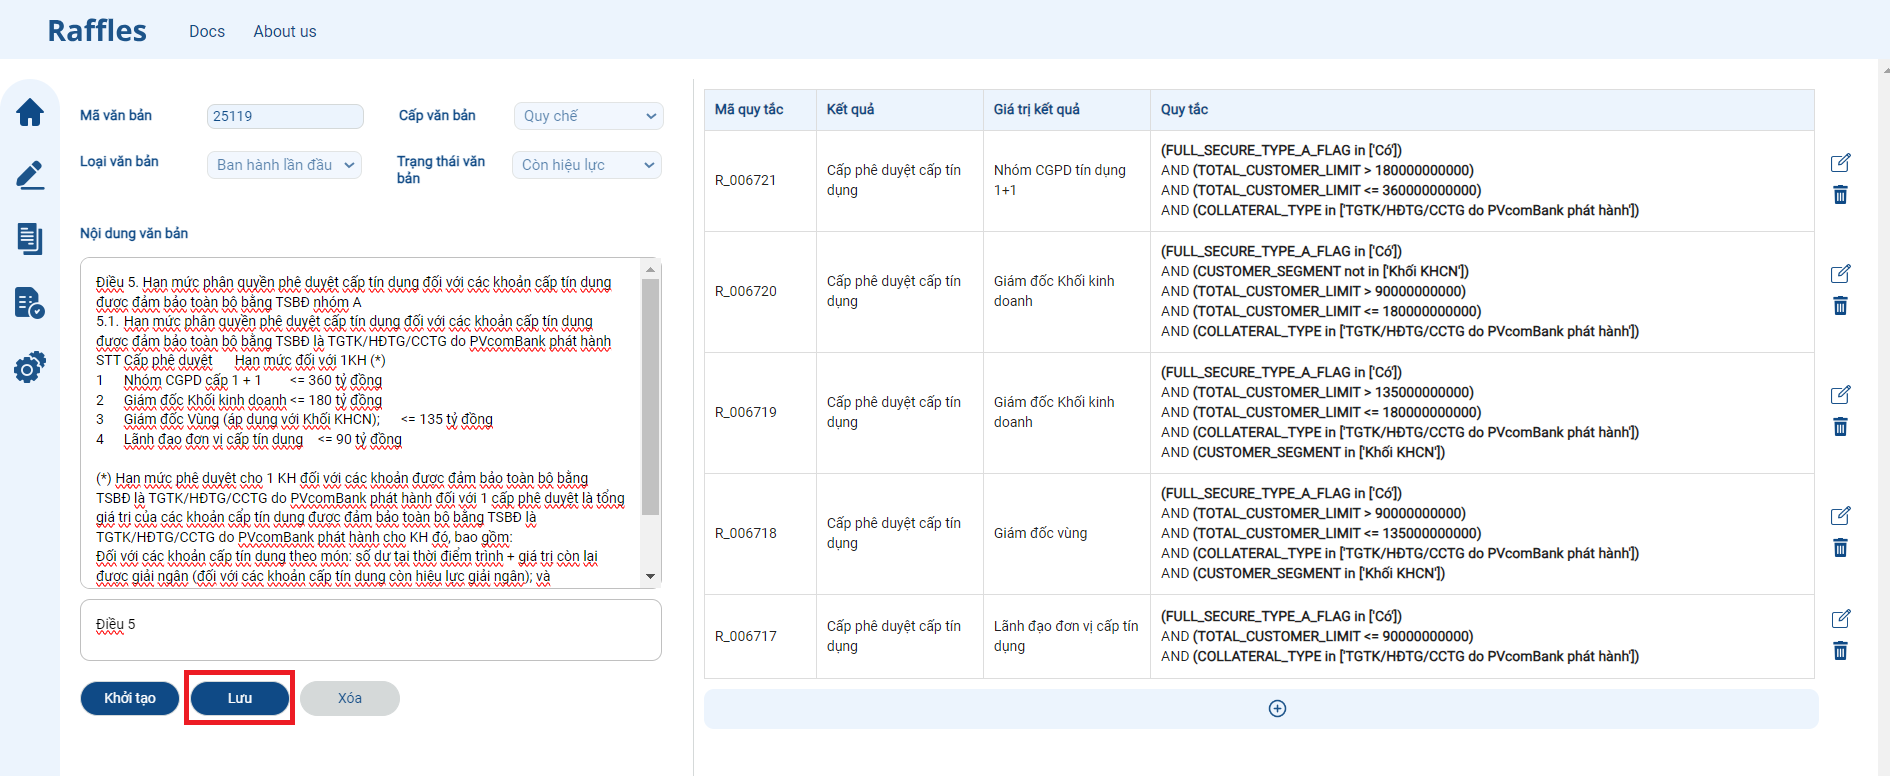 Raffles
Docs
About us
Mã văn bản
25119
Cấp văn bản
Quy chế
Loại văn bản
Ban hành lần đầu
Trạng thái văn
bản
Còn hiệu lực
Nội dung văn bản
Điều 5. Hạn mức phân quyền phê duyệt cấp tín dụng đối với các khoản cấp tín dụng
được đảm bảo toàn bộ bằng TSBĐ nhóm A
5.1. Hạn mức phân quyền phê duyệt cấp tín dụng đối với các khoản cấp tín dụng
được đảm bảo toàn bộ bằng TSBĐ là TGTK/HĐTG/CCTG do PVcomBank phát hành
STT Cấp phê duyệt Hạn mức đối với 1KH (*)
1 Nhóm CGPD cấp 1 + 1 <= 360 tỷ đồng
2 Giám đốc Khối kinh doanh <= 180 tỷ đồng
3 Giám đốc Vùng (áp dụng với Khối KHCN); <= 135 tỷ đồng
4 Lãnh đạo đơn vị cấp tín dụng <= 90 tỷ đồng
(*) Hạn mức phê duyệt cho 1 KH đối với các khoản được đảm bảo toàn bộ bằng
TSBĐ là TGTK/HĐTG/CCTG do PVcomBank phát hành đối với 1 cấp phê duyệt là tổng
giá trị của các khoản cấp tín dụng được đảm bảo toàn bộ bằng TSBĐ là
TGTK/HĐTG/CCTG do PVcomBank phát hành cho KH đó, bao gồm:
Đối với các khoản cấp tín dụng theo món: số dư tại thời điểm trình + giá trị còn lại
được giải ngân (đối với các khoản cấp tín dụng còn hiệu lực giải ngân); và
Điều 5
Khởi tạo
Lưu
Xóa
Mã quy tắc
Kết quả
Giá trị kết quả
Quy tắc
R_006721
Cấp phê duyệt cấp tín
dụng
Nhóm CGPD tín dụng
1+1
(FULL_SECURE_TYPE_A_FLAG in ['Có'])
AND (TOTAL_CUSTOMER_LIMIT > 180000000000)
AND (TOTAL_CUSTOMER_LIMIT <= 360000000000)
AND (COLLATERAL_TYPE in ['TGTK/HĐTG/CCTG do PVcomBank phát hành'])
R_006720
Cấp phê duyệt cấp tín
dụng
Giám đốc Khối kinh
doanh
(FULL_SECURE_TYPE_A_FLAG in ['Có'])
AND (CUSTOMER_SEGMENT not in ['Khối KHCN'])
AND (TOTAL_CUSTOMER_LIMIT > 90000000000)
AND (TOTAL_CUSTOMER_LIMIT <= 180000000000)
AND (COLLATERAL_TYPE in ['TGTK/HĐTG/CCTG do PVcomBank phát hành'])
R_006719
Cấp phê duyệt cấp tín
dụng
Giám đốc Khối kinh
doanh
(FULL_SECURE_TYPE_A_FLAG in ['Có'])
AND (TOTAL_CUSTOMER_LIMIT > 135000000000)
AND (TOTAL_CUSTOMER_LIMIT <= 180000000000)
AND (COLLATERAL_TYPE in ['TGTK/HĐTG/CCTG do PVcomBank phát hành'])
AND (CUSTOMER_SEGMENT in ['Khối KHCN'])
R_006718
Cấp phê duyệt cấp tín
dụng
Giám đốc vùng
(FULL_SECURE_TYPE_A_FLAG in ['Có'])
AND (TOTAL_CUSTOMER_LIMIT > 90000000000)
AND (TOTAL_CUSTOMER_LIMIT <= 135000000000)
AND (COLLATERAL_TYPE in ['TGTK/HĐTG/CCTG do PVcomBank phát hành'])
AND (CUSTOMER_SEGMENT in ['Khối KHCN'])
R_006717
Cấp phê duyệt cấp tín
dụng
Lãnh đạo đơn vị cấp tín
dụng
(FULL_SECURE_TYPE_A_FLAG in ['Có'])
AND (TOTAL_CUSTOMER_LIMIT <= 90000000000)
AND (COLLATERAL_TYPE in ['TGTK/HĐTG/CCTG do PVcomBank phát hành'])